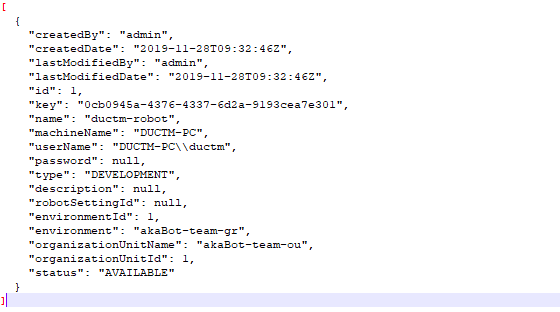 [
  {
    "createdBy": "admin",
    "createdDate": "2019-11-28T09:32:46Z",
    "lastModifiedBy": "admin",
    "lastModifiedDate": "2019-11-28T09:32:46Z",
    "id": 1,
    "key": "0cb0945a-4376-4337-6d2a-9193cea7e301",
    "name": "ductm-robot",
    "machineName": "DUCTM-PC",
    "userName": "DUCTM-PC\\ductm",
    "password": null,
    "type": "DEVELOPMENT",
    "description": null,
    "robotSettingId": null,
    "environmentId": 1,
    "environment": "akaBot-team-gr",
    "organizationUnitName": "akaBot-team-ou",
    "organizationUnitId": 1,
    "status": "AVAILABLE"
  }
]